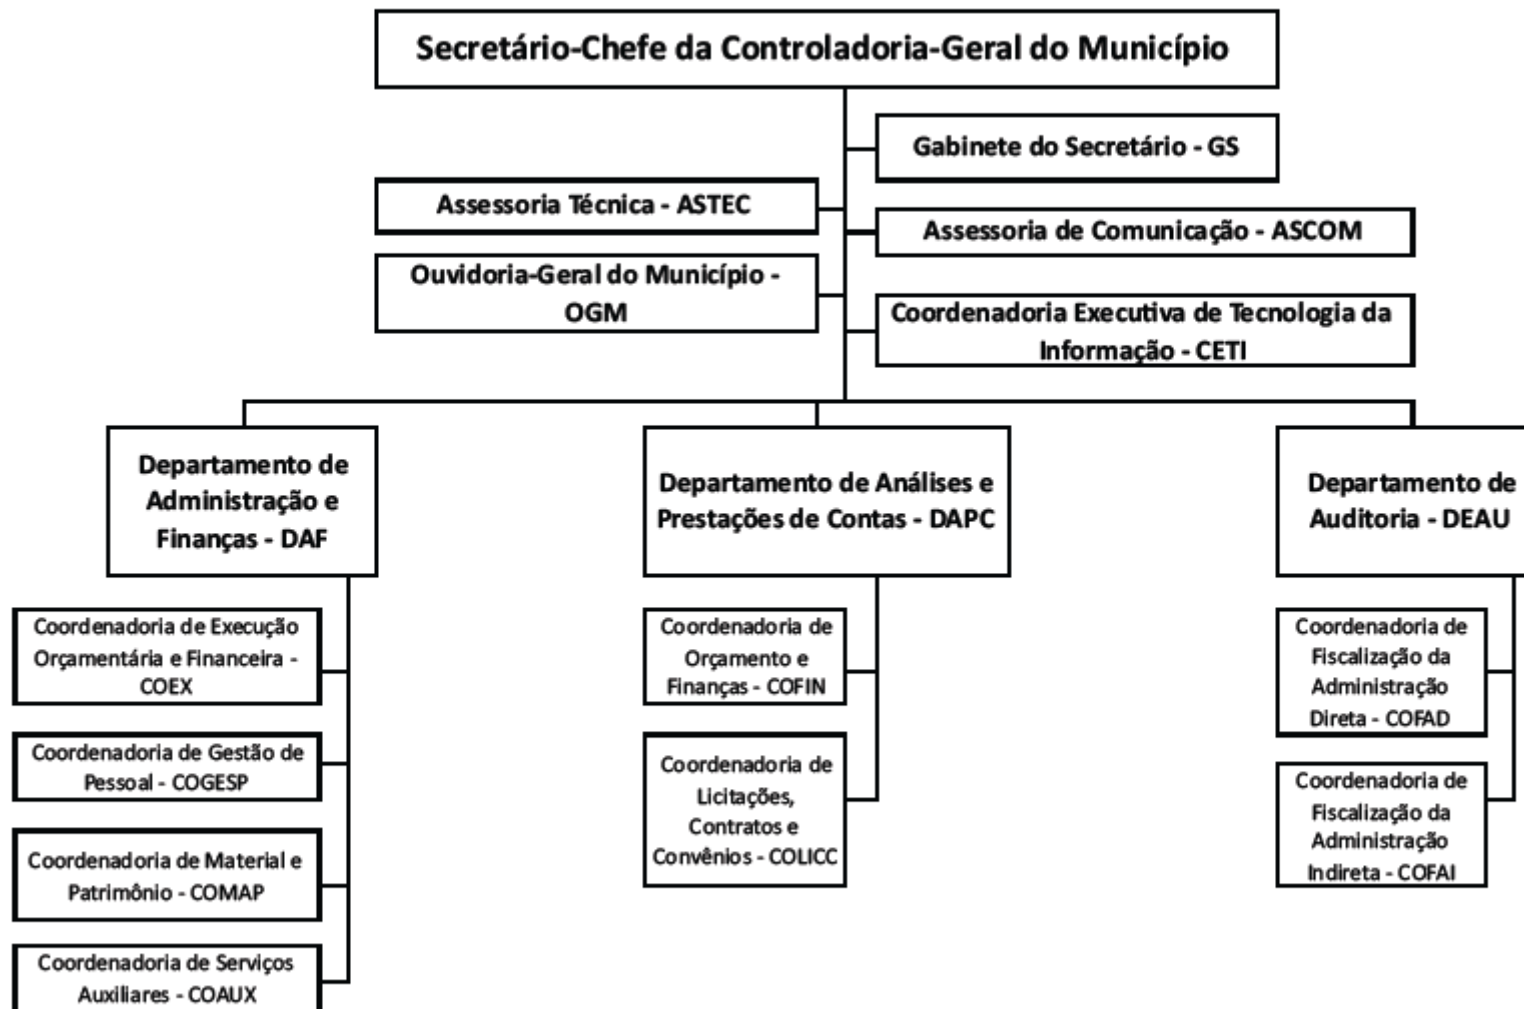 Secretário-Chefe da Controladoria-Geral do Município
Gabinete do Secretário - GS
Assessoria Técnica - ASTEC
Assessoria de Comunicação - ASCOM
Ouvidoria-Geral do Município -
OGM
Coordenadoria Executiva de Tecnologia da
Informação - CETI
Departamento de
Administração e
Finanças - DAF
Departamento de Análises e
Prestações de Contas - DAPC
Departamento de
Auditoria - DEAU
Coordenadoria de Execução
Orçamentária e Financeira -
COEX
Coordenadoria de Gestão de
Pessoal - COGESP
Coordenadoria de Material e
Patrimônio - COMAP
Coordenadoria de Serviços
Auxiliares - COAUX
Coordenadoria de
Orçamento e
Finanças - COFIN
Coordenadoria de
Licitações,
Contratos e
Convênios - COLICC
Coordenadoria de
Fiscalização da
Administração
Direta - COFAD
Coordenadoria de
Fiscalização da
Administração
Indireta - COFAI